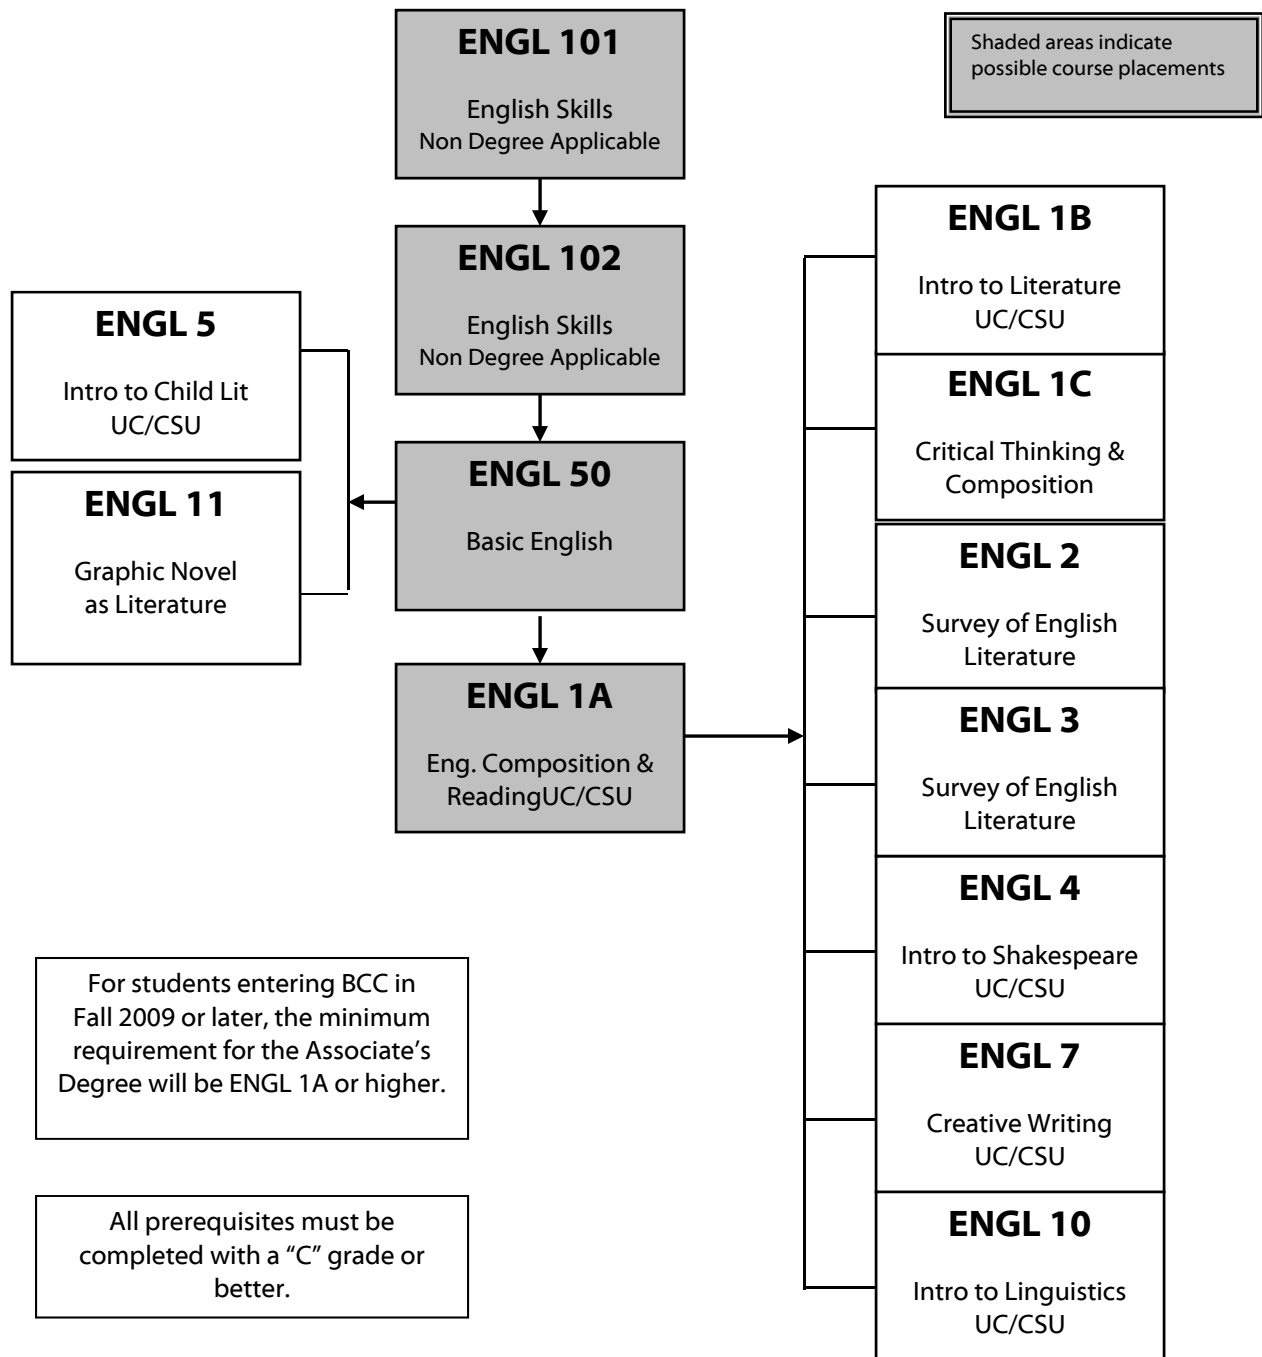 ENGL 101
English Skills
Non Degree Applicable
Shaded areas indicate
possible course placements
ENGL 102
English Skills
Non Degree Applicable
ENGL 5
Intro to Child Lit
UC/CSU
ENGL 11
Graphic Novel
as Literature
ENGL 50
Basic English
ENGL 1A
Eng. Composition &
ReadingUC/CSU
ENGL 1B
Intro to Literature
UC/CSU
ENGL 1C
Critical Thinking &
Composition
ENGL 2
Survey of English
Literature
ENGL 3
Survey of English
Literature
ENGL 4
Intro to Shakespeare
UC/CSU
ENGL 7
Creative Writing
UC/CSU
ENGL 10
Intro to Linguistics
UC/CSU
For students entering BCC in
Fall 2009 or later, the minimum
requirement for the Associate’s
Degree will be ENGL 1A or higher.
All prerequisites must be
completed with a “C” grade or
better.